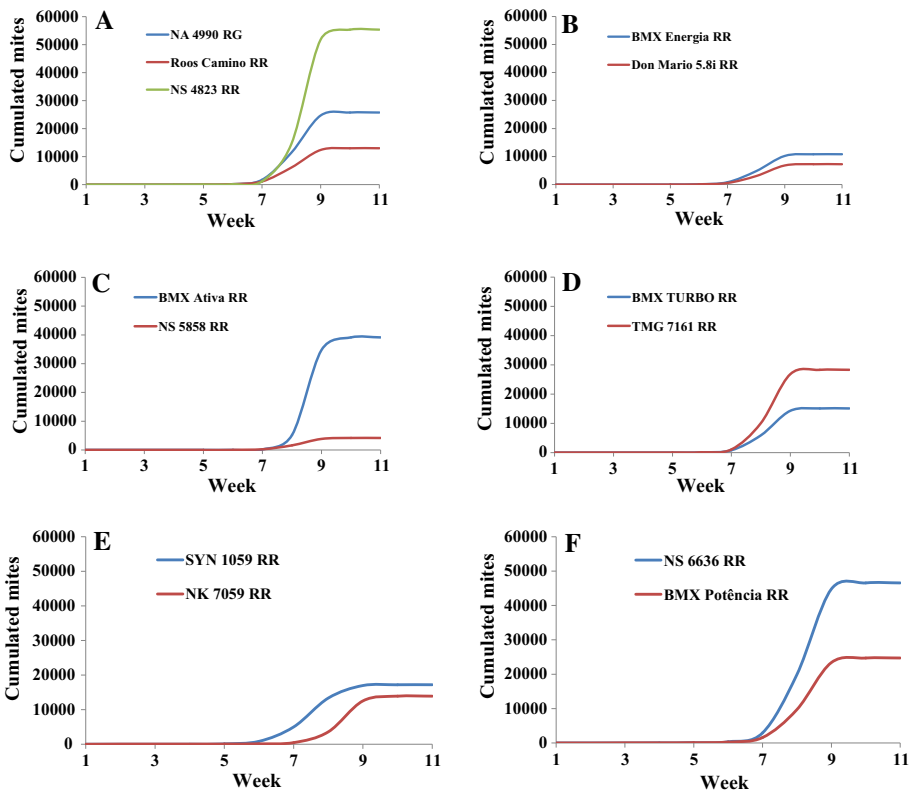 A
60000
50000
40000
30000
20000
10000
0
Cumulated mites
NA 4990 RG
Roos Camino RR
NS 4823 RR
1 3 5 7 9 11
Week
B
60000
50000
40000
30000
20000
10000
0
Cumulated mites
BMX Energia RR
Don Mario 5.8i RR
1 3 5 7 9 11
Week
C
60000
50000
40000
30000
20000
10000
0
Cumulated mites
BMX Ativa RR
NS 5858 RR
1 3 5 7 9 11
Week
D
60000
50000
40000
30000
20000
10000
0
Cumulated mites
BMX TURBO RR
TMG 7161 RR
1 3 5 7 9 11
Week
E
60000
50000
40000
30000
20000
10000
0
Cumulated mites
SYN 1059 RR
NK 7059 RR
1 3 5 7 9 11
Week
F
60000
50000
40000
30000
20000
10000
0
Cumulated mites
NS 6636 RR
BMX Potência RR
1 3 5 7 9 11
Week